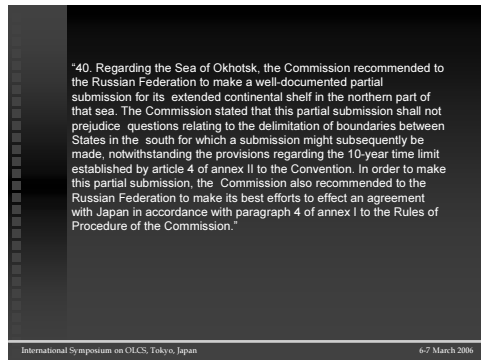 “40. Regarding the Sea of Okhotsk, the Commission recommended to
the Russian Federation to make a well-documented partial
submission for its  extended continental shelf in the northern part of
that sea. The Commission stated that this partial submission shall not
prejudice  questions relating to the delimitation of boundaries between
States in the  south for which a submission might subsequently be
made, notwithstanding the provisions regarding the 10-year time limit
established by article 4 of annex II to the Convention. In order to make
this partial submission, the  Commission also recommended to the
Russian Federation to make its best efforts to effect an agreement
with Japan in accordance with paragraph 4 of annex I to the Rules of
Procedure of the Commission.”
International Symposium on OLCS, Tokyo, Japan
6-7 March 2006